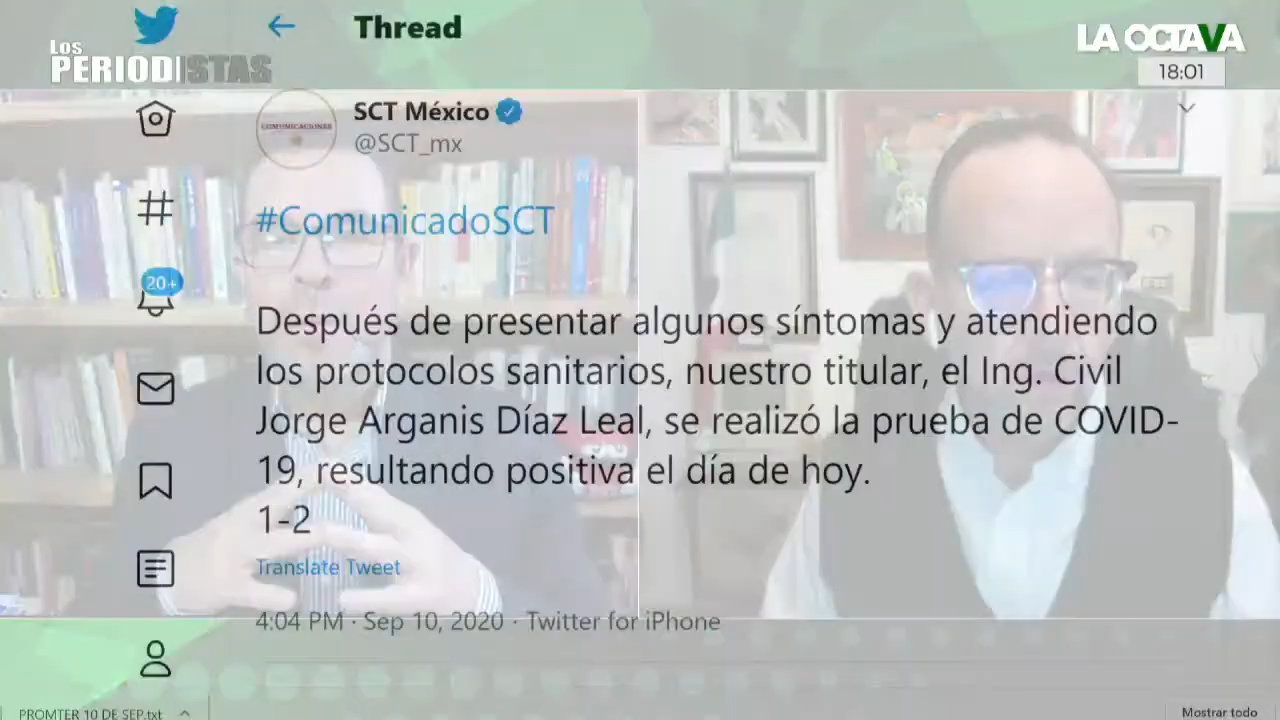 Thread
Los
PERIODISTAS
LA OCTAVA
18:01
COMUNICACIONES
SCT México
@SCT_mx
#ComunicadoSCT
20+
Después de presentar algunos síntomas y atendiendo
los protocolos sanitarios, nuestro titular, el Ing. Civil
Jorge Arganis Díaz Leal, se realizó la prueba de COVID-
19, resultando positiva el día de hoy.
1-2
Translate Tweet
4:04 PM · Sep 10, 2020 · Twitter for iPhone
PROMTER 10 DE SEP.txt
Mostrar todo